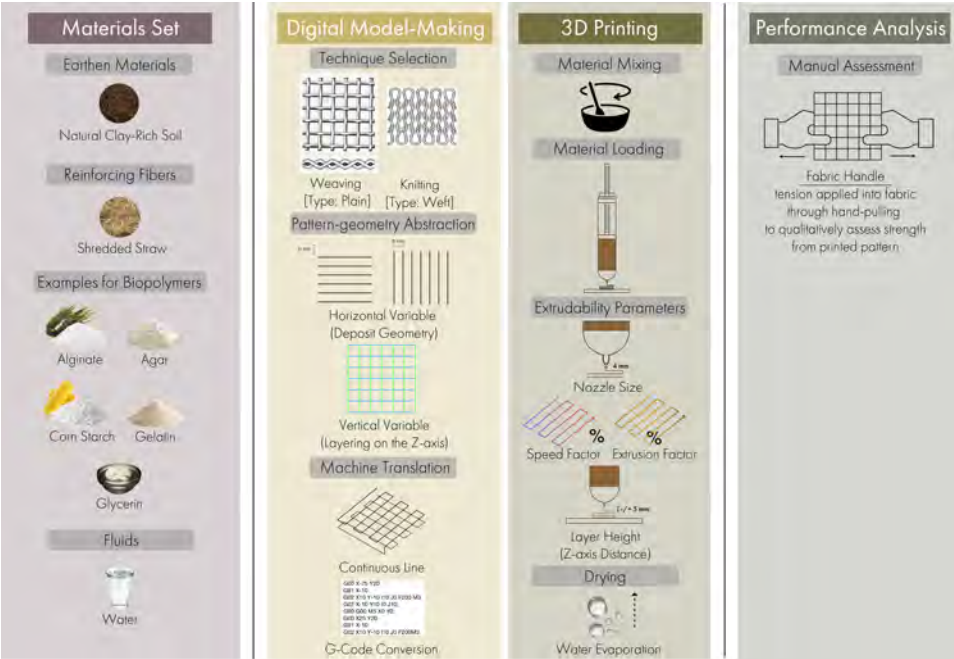 Materials Set
Earthen Materials
Natural Clay-Rich Soil
Reinforcing Fibers
Shredded Straw
Examples for Biopolymers
Alginate
Agar
Corn Starch
Gelatin
Glycerin
Fluids
Water
Digital Model-Making
Technique Selection
Weaving
[Type: Plain]
Knitting
[Type: Weft]
Pattern-geometry Abstraction
Horizontal Variable
(Deposit Geometry)
Vertical Variable
(Layering on the Z-axis)
Machine Translation
Continuous Line
G-Code Conversion
3D Printing
Material Mixing
Material Loading
Extrudability Parameters
4 mm
Nozzle Size
%
Speed Factor
%
Extrusion Factor
Layer Height
(Z-axis Distance)
Drying
Water Evaporation
Performance Analysis
Manual Assessment
Fabric Handle
tension applied into fabric
through hand-pulling
to qualitatively assess strength
from printed pattern